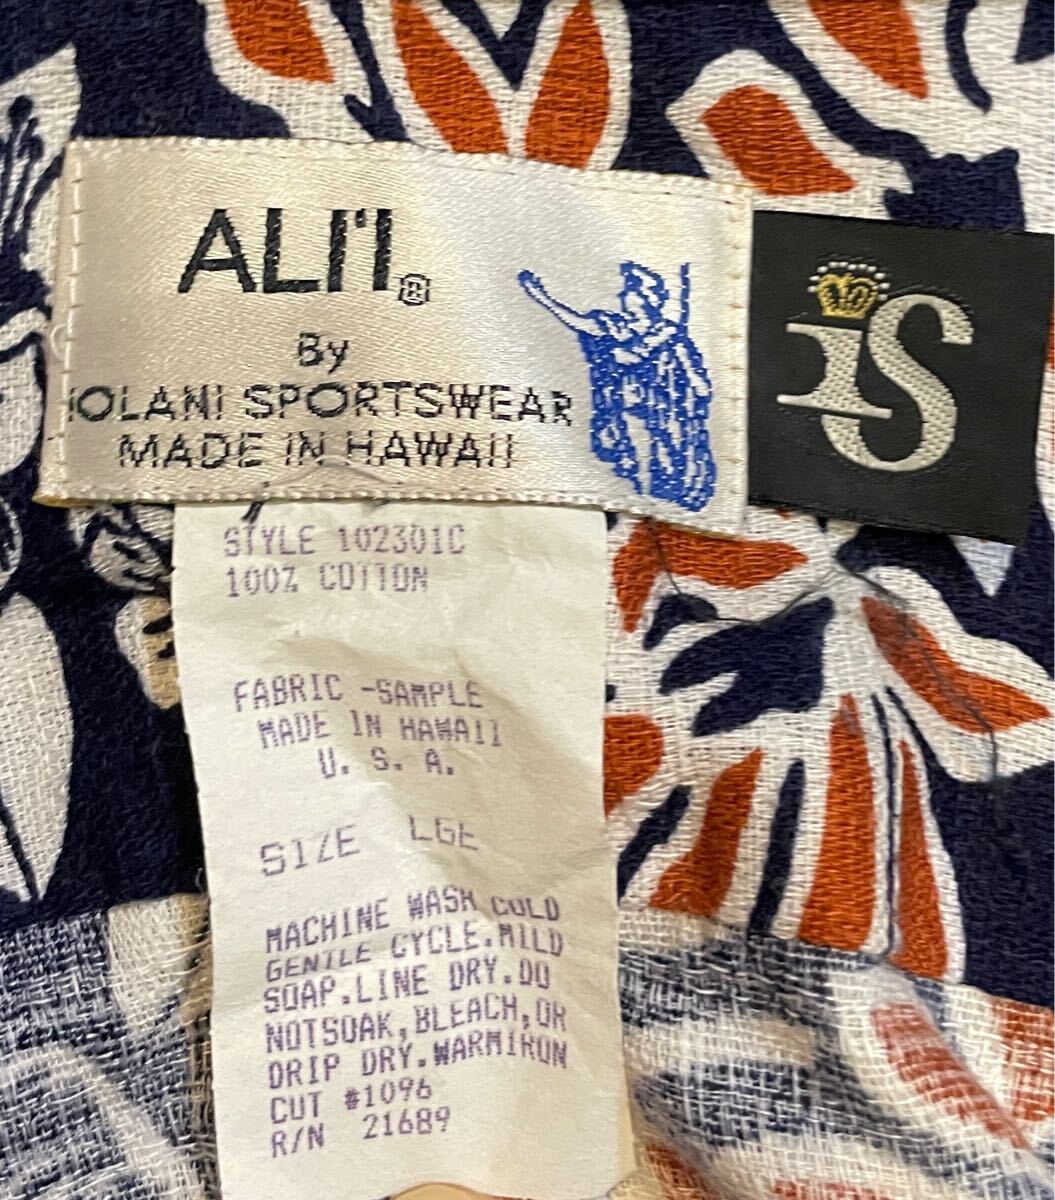 ALI'I®
By
IOLANI SPORTSWEAR
MADE IN HAWAII
iS
STYLE 102301C
100% COTTON
FABRIC -SAMPLE
MADE IN HAWAII
U. S. A.
SIZE LGE
MACHINE WASH COLD
GENTLE CYCLE.MILD
SOAP.LINE DRY.DO
NOTSOAK,BLEACH,OR
DRIP DRY.WARMIRON
CUT #1096
R/N 21689